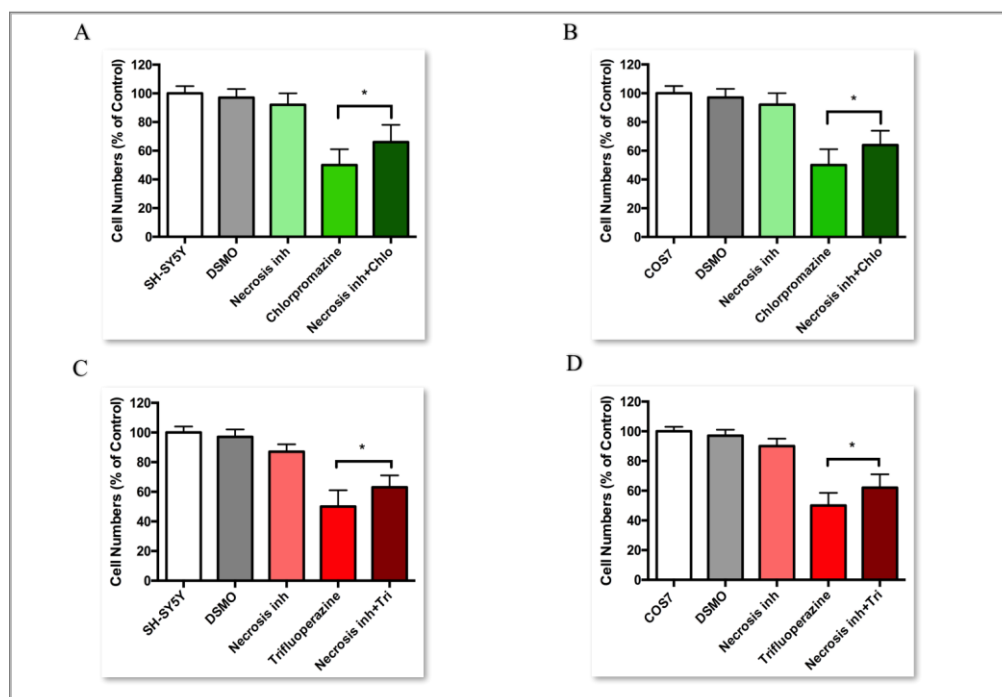 A
Cell Numbers (% of Control)
120
100
80
60
40
20
0
*
SH-SY5Y
DSMO
Necrosis inh
Chlorpromazine
Necrosis inh+Chlo
B
Cell Numbers (% of Control)
120
100
80
60
40
20
0
*
COS7
DSMO
Necrosis inh
Chlorpromazine
Necrosis inh+Chlo
C
Cell Numbers (% of Control)
120
100
80
60
40
20
0
*
SH-SY5Y
DSMO
Necrosis inh
Trifluoperazine
Necrosis inh+Tri
D
Cell Numbers (% of Control)
120
100
80
60
40
20
0
*
COS7
DSMO
Necrosis inh
Trifluoperazine
Necrosis inh+Tri